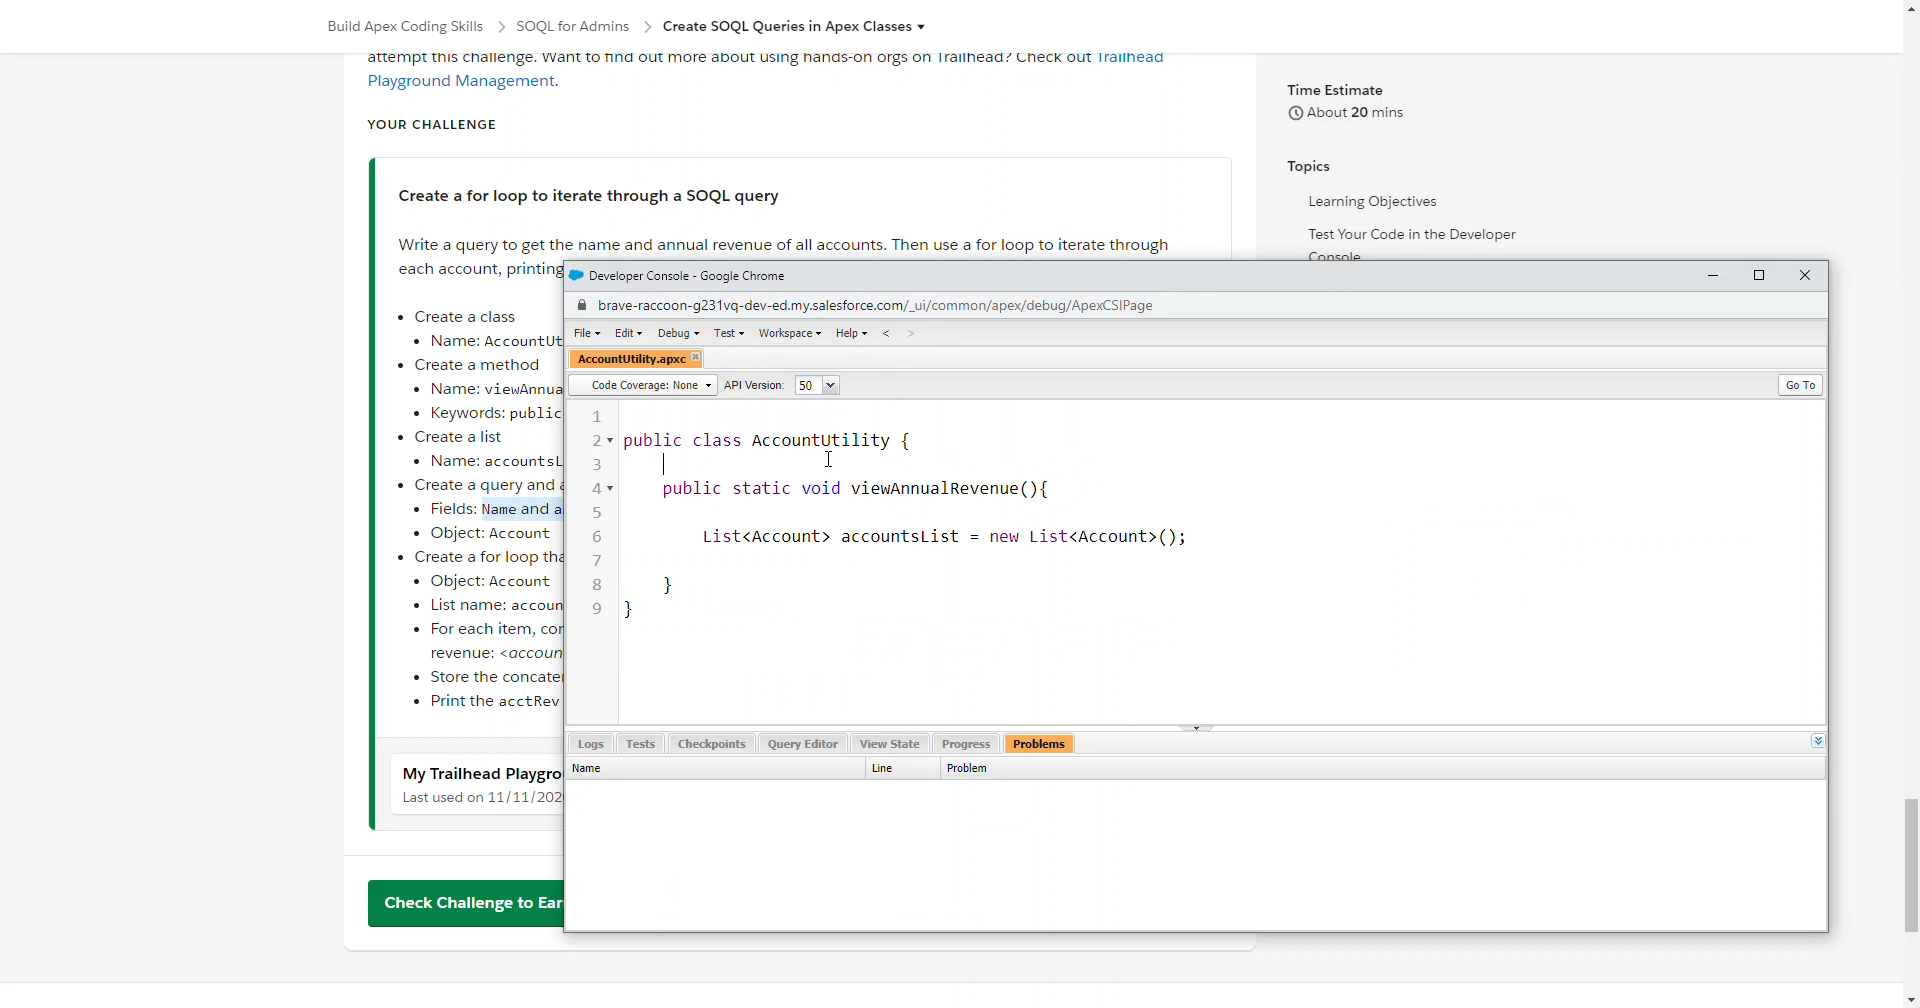 Build Apex Coding Skills > SOQL for Admins > Create SOQL Queries in Apex Classes
attempt this challenge. Want to find out more about using hands-on orgs on Trailhead? Check out Trailhead
Playground Management.
YOUR CHALLENGE
Create a for loop to iterate through a SOQL query
Write a query to get the name and annual revenue of all accounts. Then use a for loop to iterate through
each account, printing
Create a class
Name: AccountUt
Create a method
Name: viewAnnua
Keywords: public
Create a list
Name: accountsL
Create a query and a
Fields: Name and a
Object: Account
Create a for loop tha
Object: Account
List name: accoun
For each item, con
revenue: <accoun
Store the concaten
Print the acctRev
My Trailhead Playgro
Last used on 11/11/202
Check Challenge to Ear
Time Estimate
About 20 mins
Topics
Learning Objectives
Test Your Code in the Developer
Console
Developer Console - Google Chrome
brave-raccoon-g231vq-dev-ed.my.salesforce.com/_ui/common/apex/debug/ApexCSIPage
File Edit Debug Test Workspace Help < >
AccountUtility.apxc
Code Coverage: None API Version: 50 Go To
1
2 public class AccountUtility {
3
4 public static void viewAnnualRevenue(){
5
6 List<Account> accountsList = new List<Account>();
7
8 }
9 }
Logs Tests Checkpoints Query Editor View State Progress Problems
Name Line Problem